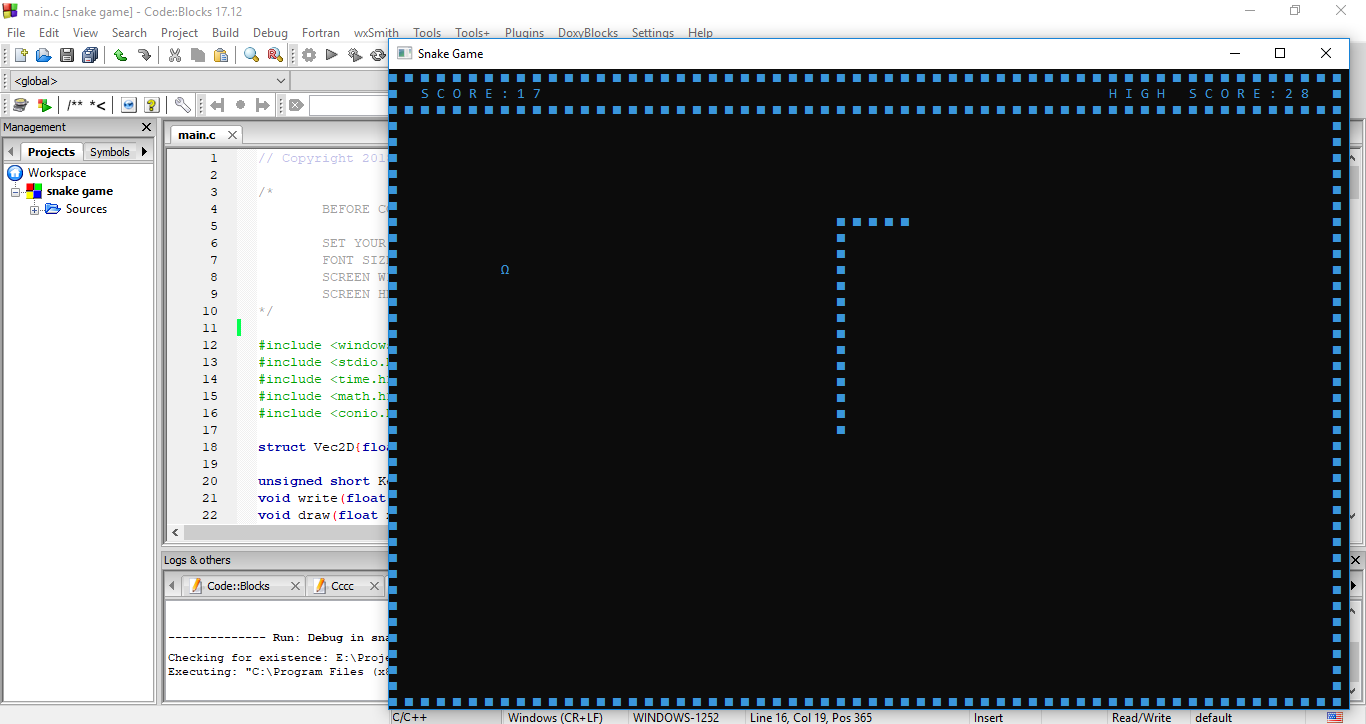 main.c [snake game] - Code::Blocks 17.12
File Edit View Search Project Build Debug Fortran wxSmith Tools Tools+ Plugins DoxyBlocks Settings Help
Snake Game
<global>
SCORE:17 HIGH SCORE:28
/** *<
Management
main.c
Projects Symbols
Workspace
snake game
Sources
1 // Copyright 201
2
3 /*
4 BEFORE CO
5
6 SET YOUR
7 FONT SIZE
8 SCREEN W
9 SCREEN H
10 */
11
12 #include <window
13 #include <stdio.
14 #include <time.h
15 #include <math.h
16 #include <conio.
17
18 struct Vec2D{flo
19
20 unsigned short K
21 void write(float
22 void draw(float
Ω
Logs & others
Code::Blocks Cccc
-------------- Run: Debug in sna
Checking for existence: E:\Proje
Executing: "C:\Program Files (x8
C/C++ Windows (CR+LF) WINDOWS-1252 Line 16, Col 19, Pos 365 Insert Read/Write default